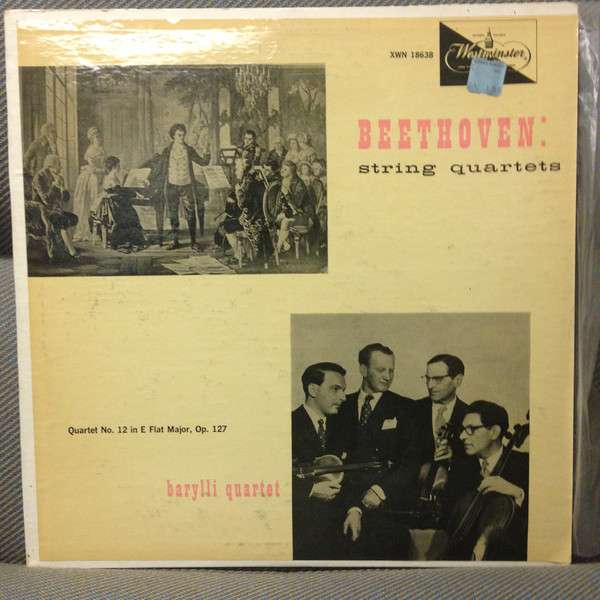 XWN 18638
Westminster
BEETHOVEN:
string quartets
Quartet No. 12 in E Flat Major, Op. 127
barylli quartet